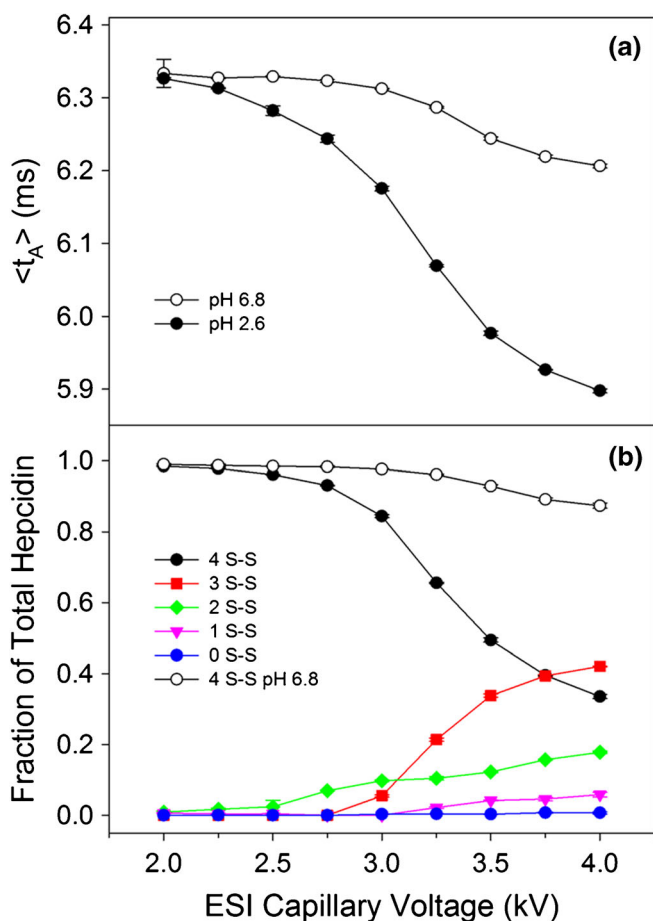 (a)
6.4
6.3
6.2
6.1
6.0
5.9
<t_A> (ms)
pH 6.8
pH 2.6
(b)
1.0
0.8
0.6
0.4
0.2
0.0
Fraction of Total Hepcidin
4 S-S
3 S-S
2 S-S
1 S-S
0 S-S
4 S-S pH 6.8
2.0 2.5 3.0 3.5 4.0
ESI Capillary Voltage (kV)